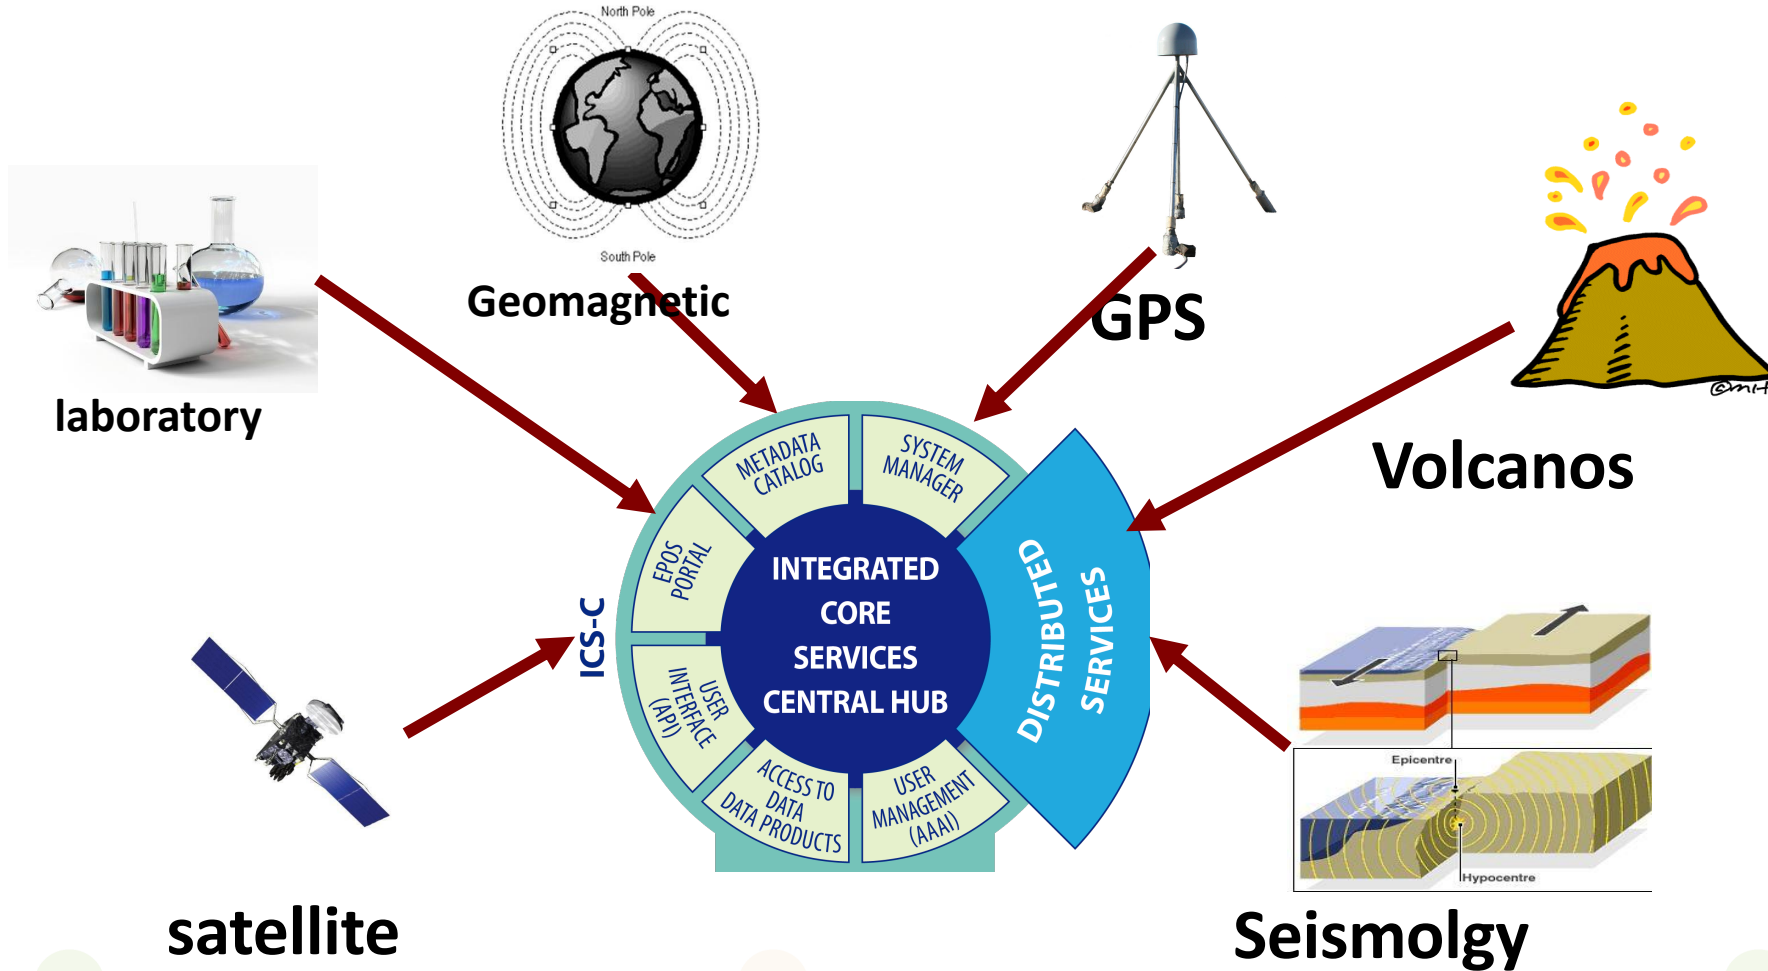 North Pole
South Pole
Geomagnetic
GPS
laboratory
Volcanos
©MIH
METADATA
CATALOG
SYSTEM
MANAGER
EPOS
PORTAL
ICS-C
INTEGRATED
CORE
SERVICES
CENTRAL HUB
DISTRIBUTED
SERVICES
USER
INTERFACE
(API)
ACCESS TO
DATA
DATA PRODUCTS
USER
MANAGEMENT
(AAAI)
Epicentre
Hypocentre
satellite
Seismolgy